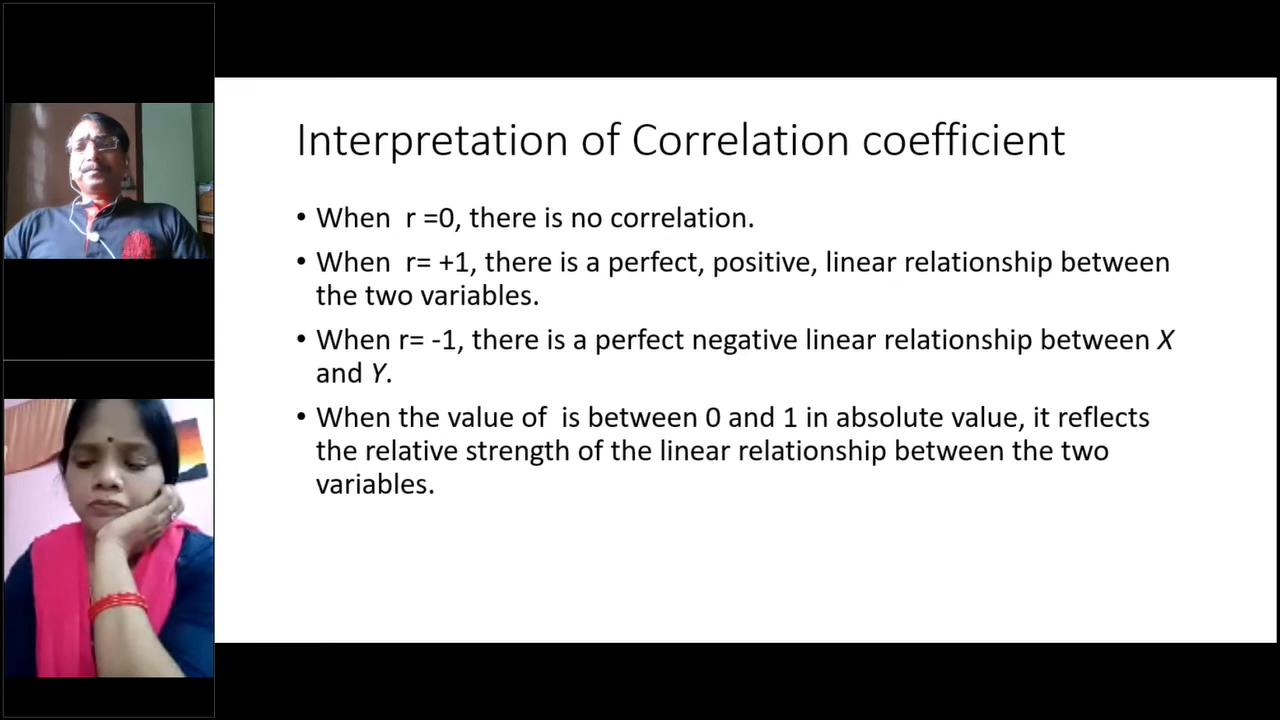 Interpretation of Correlation coefficient
• When  r =0, there is no correlation.
• When  r= +1, there is a perfect, positive, linear relationship between
the two variables.
• When r= -1, there is a perfect negative linear relationship between X
and Y.
• When the value of  is between 0 and 1 in absolute value, it reflects
the relative strength of the linear relationship between the two
variables.